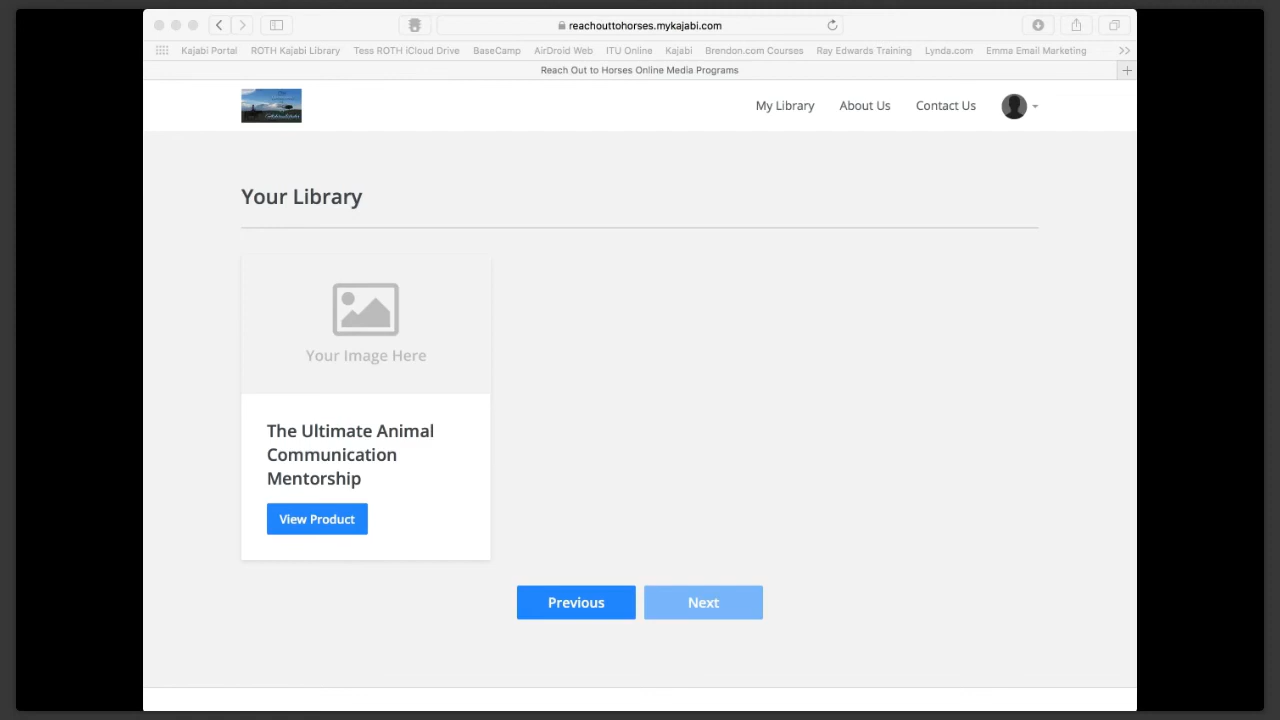 reachouttohorses.mykajabi.com
Kajabi Portal ROTH Kajabi Library Tess ROTH iCloud Drive BaseCamp AirDroid Web ITU Online Kajabi Brendon.com Courses Ray Edwards Training Lynda.com Emma Email Marketing
Reach Out to Horses Online Media Programs
My Library About Us Contact Us
Your Library
Your Image Here
The Ultimate Animal
Communication
Mentorship
View Product
Previous Next